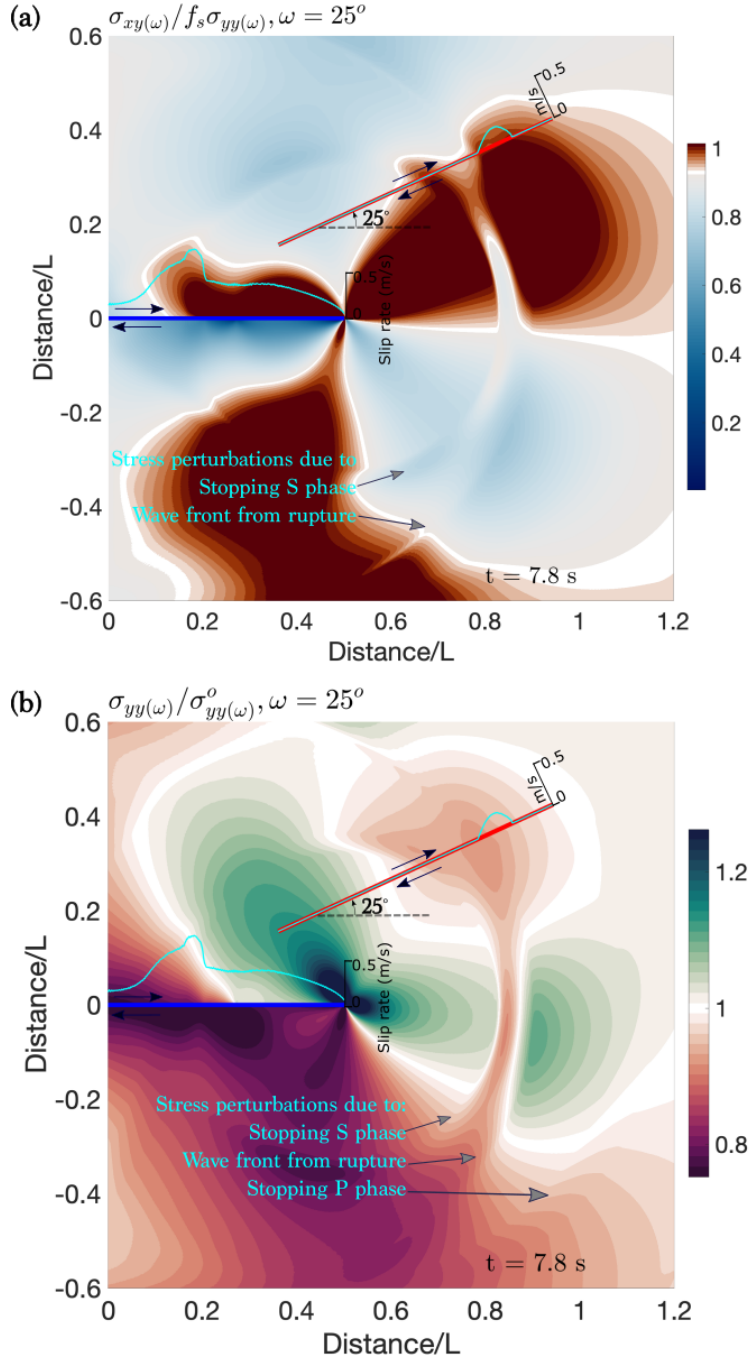 (a) σxy(ω)/fsσyy(ω), ω = 25°
0.6
0.4
0.2
0
-0.2
-0.4
-0.6
Distance/L
0.5
0
m/s
25°
0.5
0
Slip rate (m/s)
Stress perturbations due to
Stopping S phase
Wave front from rupture
t = 7.8 s
0 0.2 0.4 0.6 0.8 1 1.2
Distance/L
1
0.8
0.6
0.4
0.2
(b) σyy(ω)/σ°yy(ω), ω = 25°
0.6
0.4
0.2
0
-0.2
-0.4
-0.6
Distance/L
0.5
0
m/s
25°
0.5
0
Slip rate (m/s)
Stress perturbations due to:
Stopping S phase
Wave front from rupture
Stopping P phase
t = 7.8 s
0 0.2 0.4 0.6 0.8 1 1.2
Distance/L
1.2
1
0.8